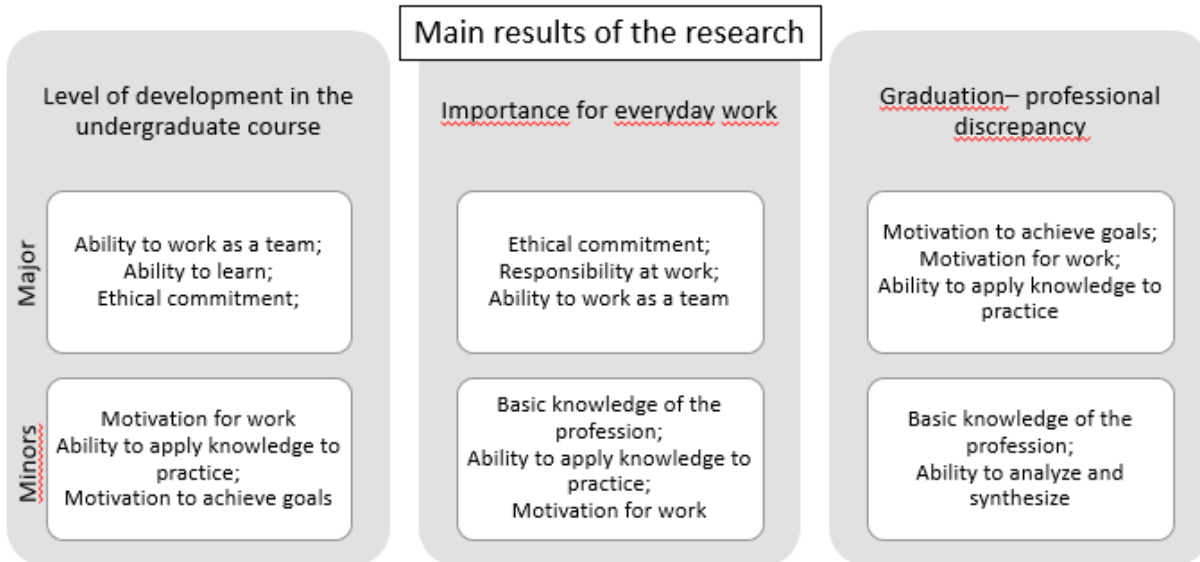 Main results of the research
Level of development in the
undergraduate course
Importance for everyday work
Graduation– professional
discrepancy
Major
Ability to work as a team;
Ability to learn;
Ethical commitment;
Ethical commitment;
Responsibility at work;
Ability to work as a team
Motivation to achieve goals;
Motivation for work;
Ability to apply knowledge to
practice
Minors
Motivation for work
Ability to apply knowledge to
practice;
Motivation to achieve goals
Basic knowledge of the
profession;
Ability to apply knowledge to
practice;
Motivation for work
Basic knowledge of the
profession;
Ability to analyze and
synthesize